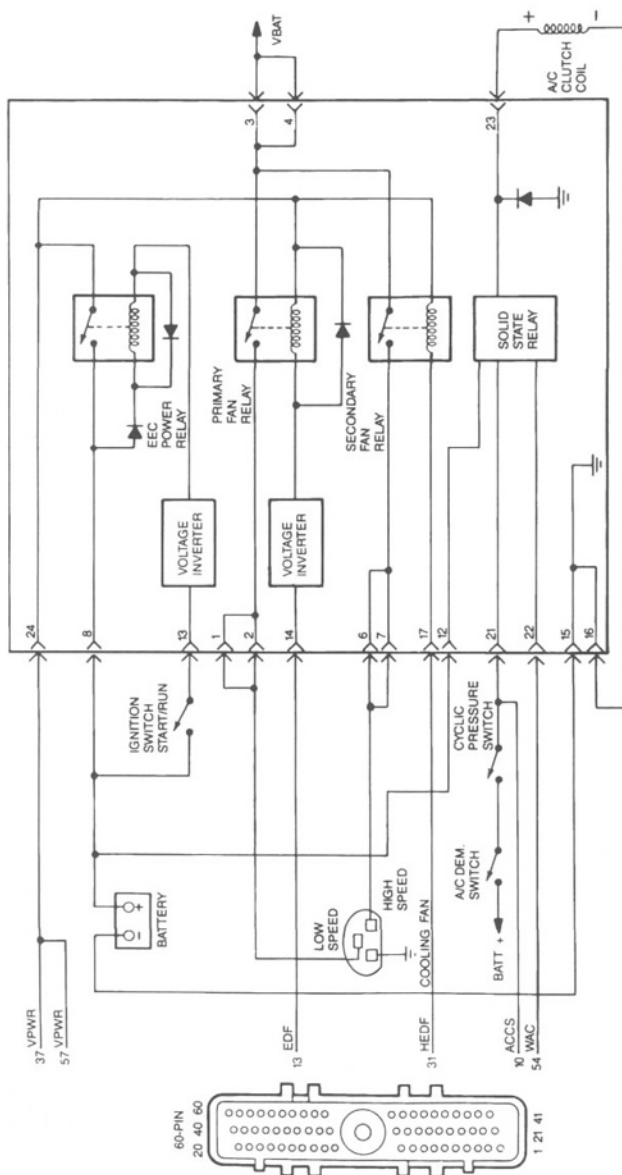 37 VPWR
57 VPWR
24
BATTERY
- +
8
IGNITION
SWITCH
START/RUN
13
VOLTAGE
INVERTER
EEC
POWER
RELAY
1
2
3
4
VBAT
PRIMARY
FAN
RELAY
13 EDF
14
VOLTAGE
INVERTER
LOW
SPEED
HIGH
SPEED
COOLING FAN
6
7
SECONDARY
FAN
RELAY
31 HEDF
17
12
BATT +
A/C DEM.
SWITCH
CYCLIC
PRESSURE
SWITCH
21
10 ACCS
54 WAC
22
SOLID
STATE
RELAY
23
+ -
A/C
CLUTCH
COIL
15
16
60-PIN
20 40 60
1 21 41